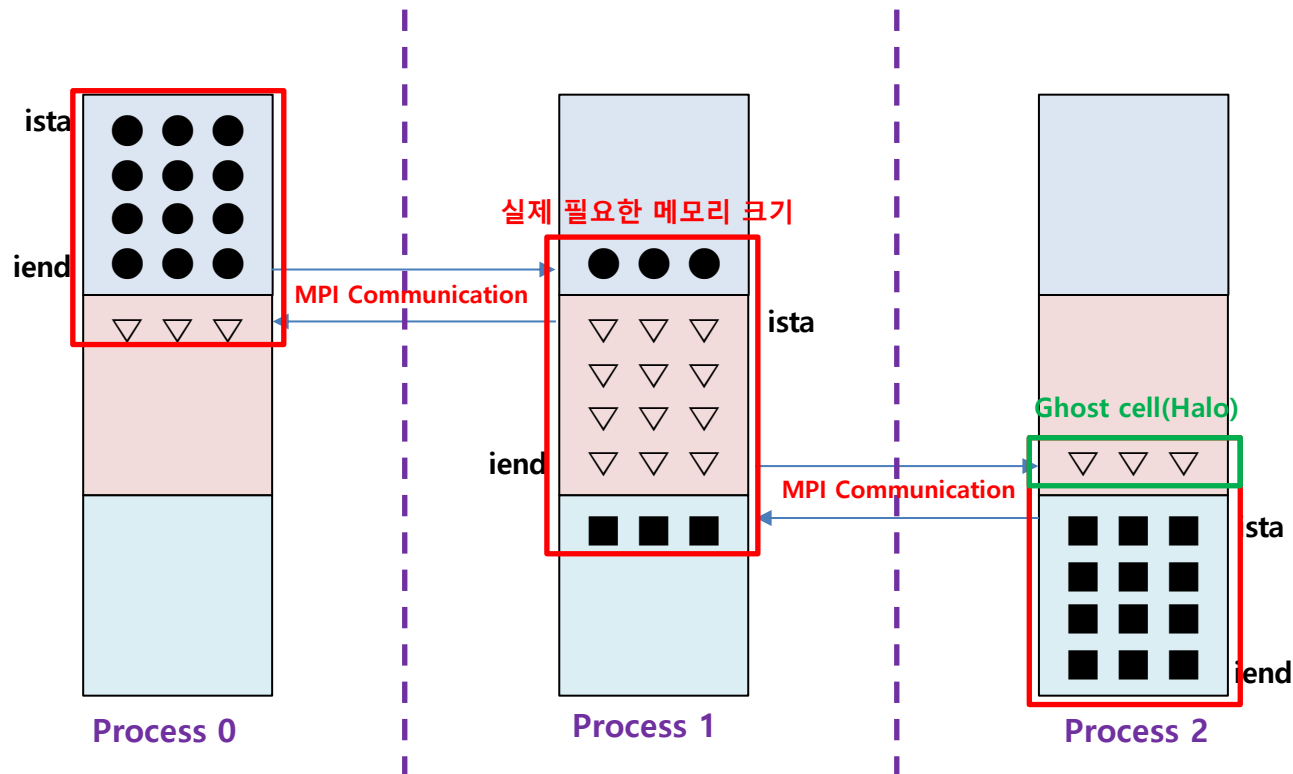 ista
iend
MPI Communication
실제 필요한 메모리 크기
ista
iend
MPI Communication
Ghost cell(Halo)
ista
iend
Process 0
Process 1
Process 2